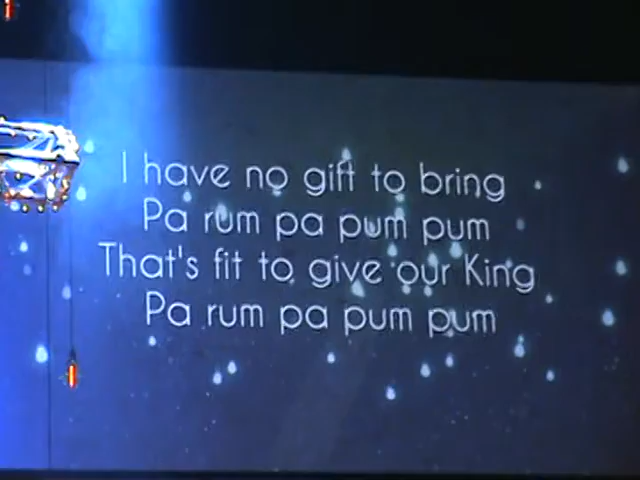 I have no gift to bring
Pa rum pa pum pum
That's fit to give our King
Pa rum pa pum pum